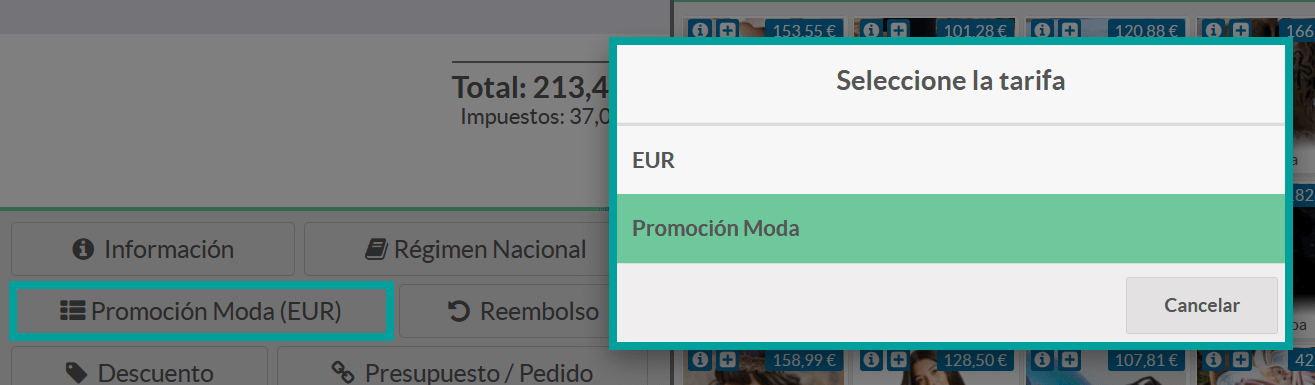 153,55 €
101,28 €
120,88 €
166
Total: 213,4
Impuestos: 37,0
Seleccione la tarifa
EUR
Promoción Moda
Cancelar
Información
Régimen Nacional
Promoción Moda (EUR)
Reembolso
Descuento
Presupuesto / Pedido
182
158,99 €
128,50 €
107,81 €
42